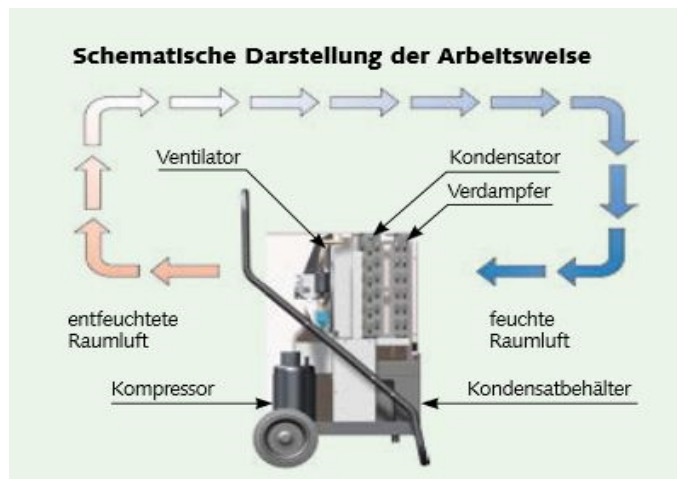 Schematische Darstellung der Arbeitsweise
Ventilator
Kondensator
Verdampfer
entfeuchtete
Raumluft
feuchte
Raumluft
Kompressor
Kondensatbehälter